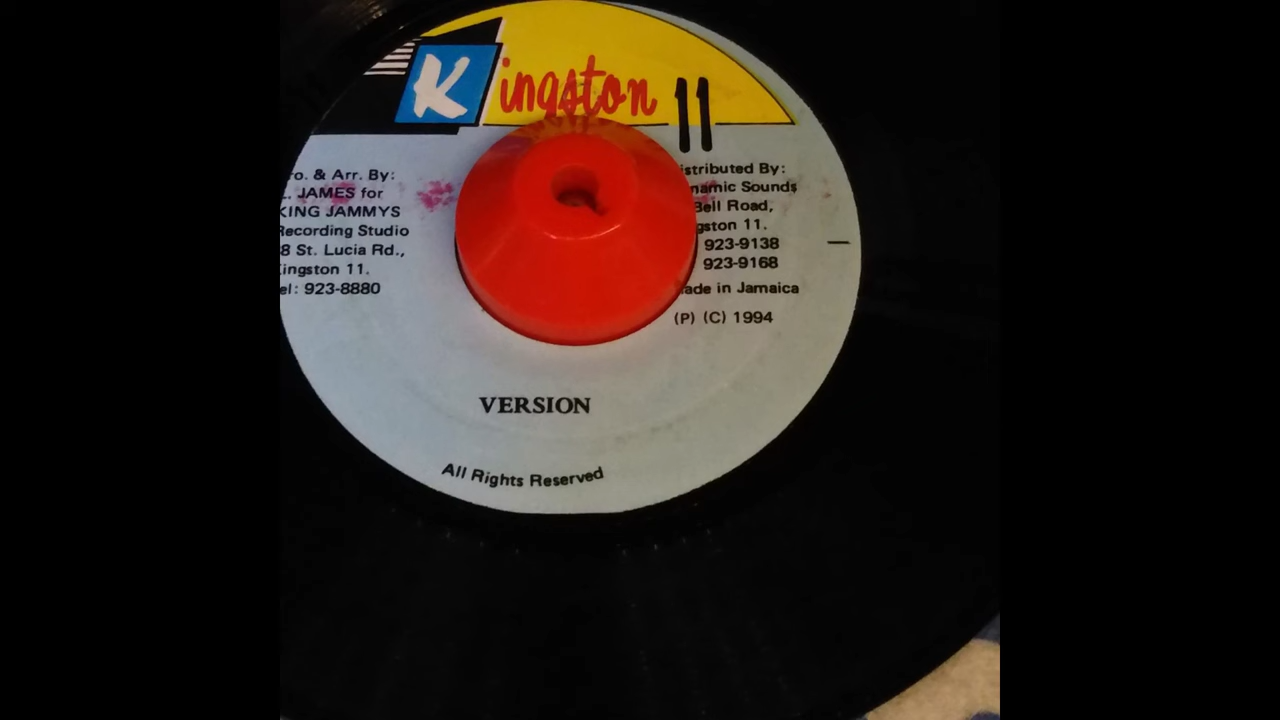 Kingston 11
ro. & Arr. By:
L. JAMES for
KING JAMMYS
Recording Studio
8 St. Lucia Rd.,
ingston 11.
el: 923-8880
istributed By:
namic Sounds
Bell Road,
gston 11.
923-9138
923-9168
ade in Jamaica
(P) (C) 1994
VERSION
All Rights Reserved